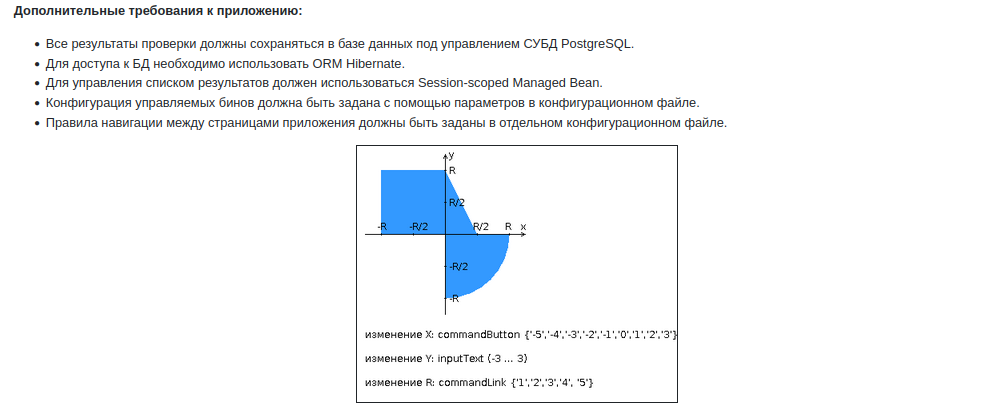 Дополнительные требования к приложению:
Все результаты проверки должны сохраняться в базе данных под управлением СУБД PostgreSQL.
Для доступа к БД необходимо использовать ORM Hibernate.
Для управления списком результатов должен использоваться Session-scoped Managed Bean.
Конфигурация управляемых бинов должна быть задана с помощью параметров в конфигурационном файле.
Правила навигации между страницами приложения должны быть заданы в отдельном конфигурационном файле.
y
R
R/2
-R -R/2 R/2 R x
-R/2
-R
изменение X: commandButton {'-5','-4','-3','-2','-1','0','1','2','3'}
изменение Y: inputText (-3 ... 3)
изменение R: commandLink {'1','2','3','4', '5'}